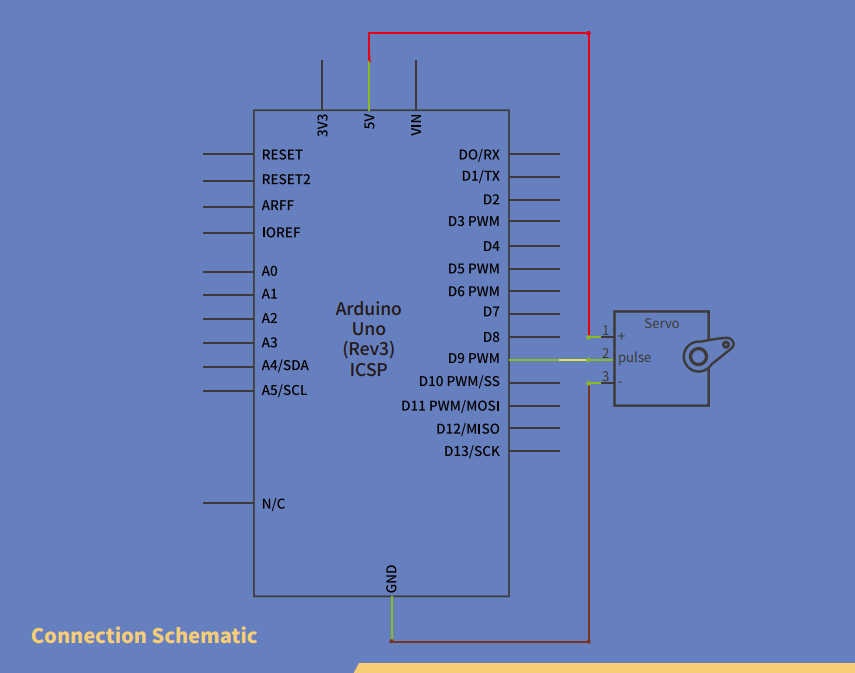 3V3
5V
VIN
RESET
RESET2
ARFF
IOREF
A0
A1
A2
A3
A4/SDA
A5/SCL
N/C
DO/RX
D1/TX
D2
D3 PWM
D4
D5 PWM
D6 PWM
D7
D8
D9 PWM
D10 PWM/SS
D11 PWM/MOSI
D12/MISO
D13/SCK
Arduino
Uno
(Rev3)
ICSP
GND
Servo
1 +
2 pulse
3 -
Connection Schematic